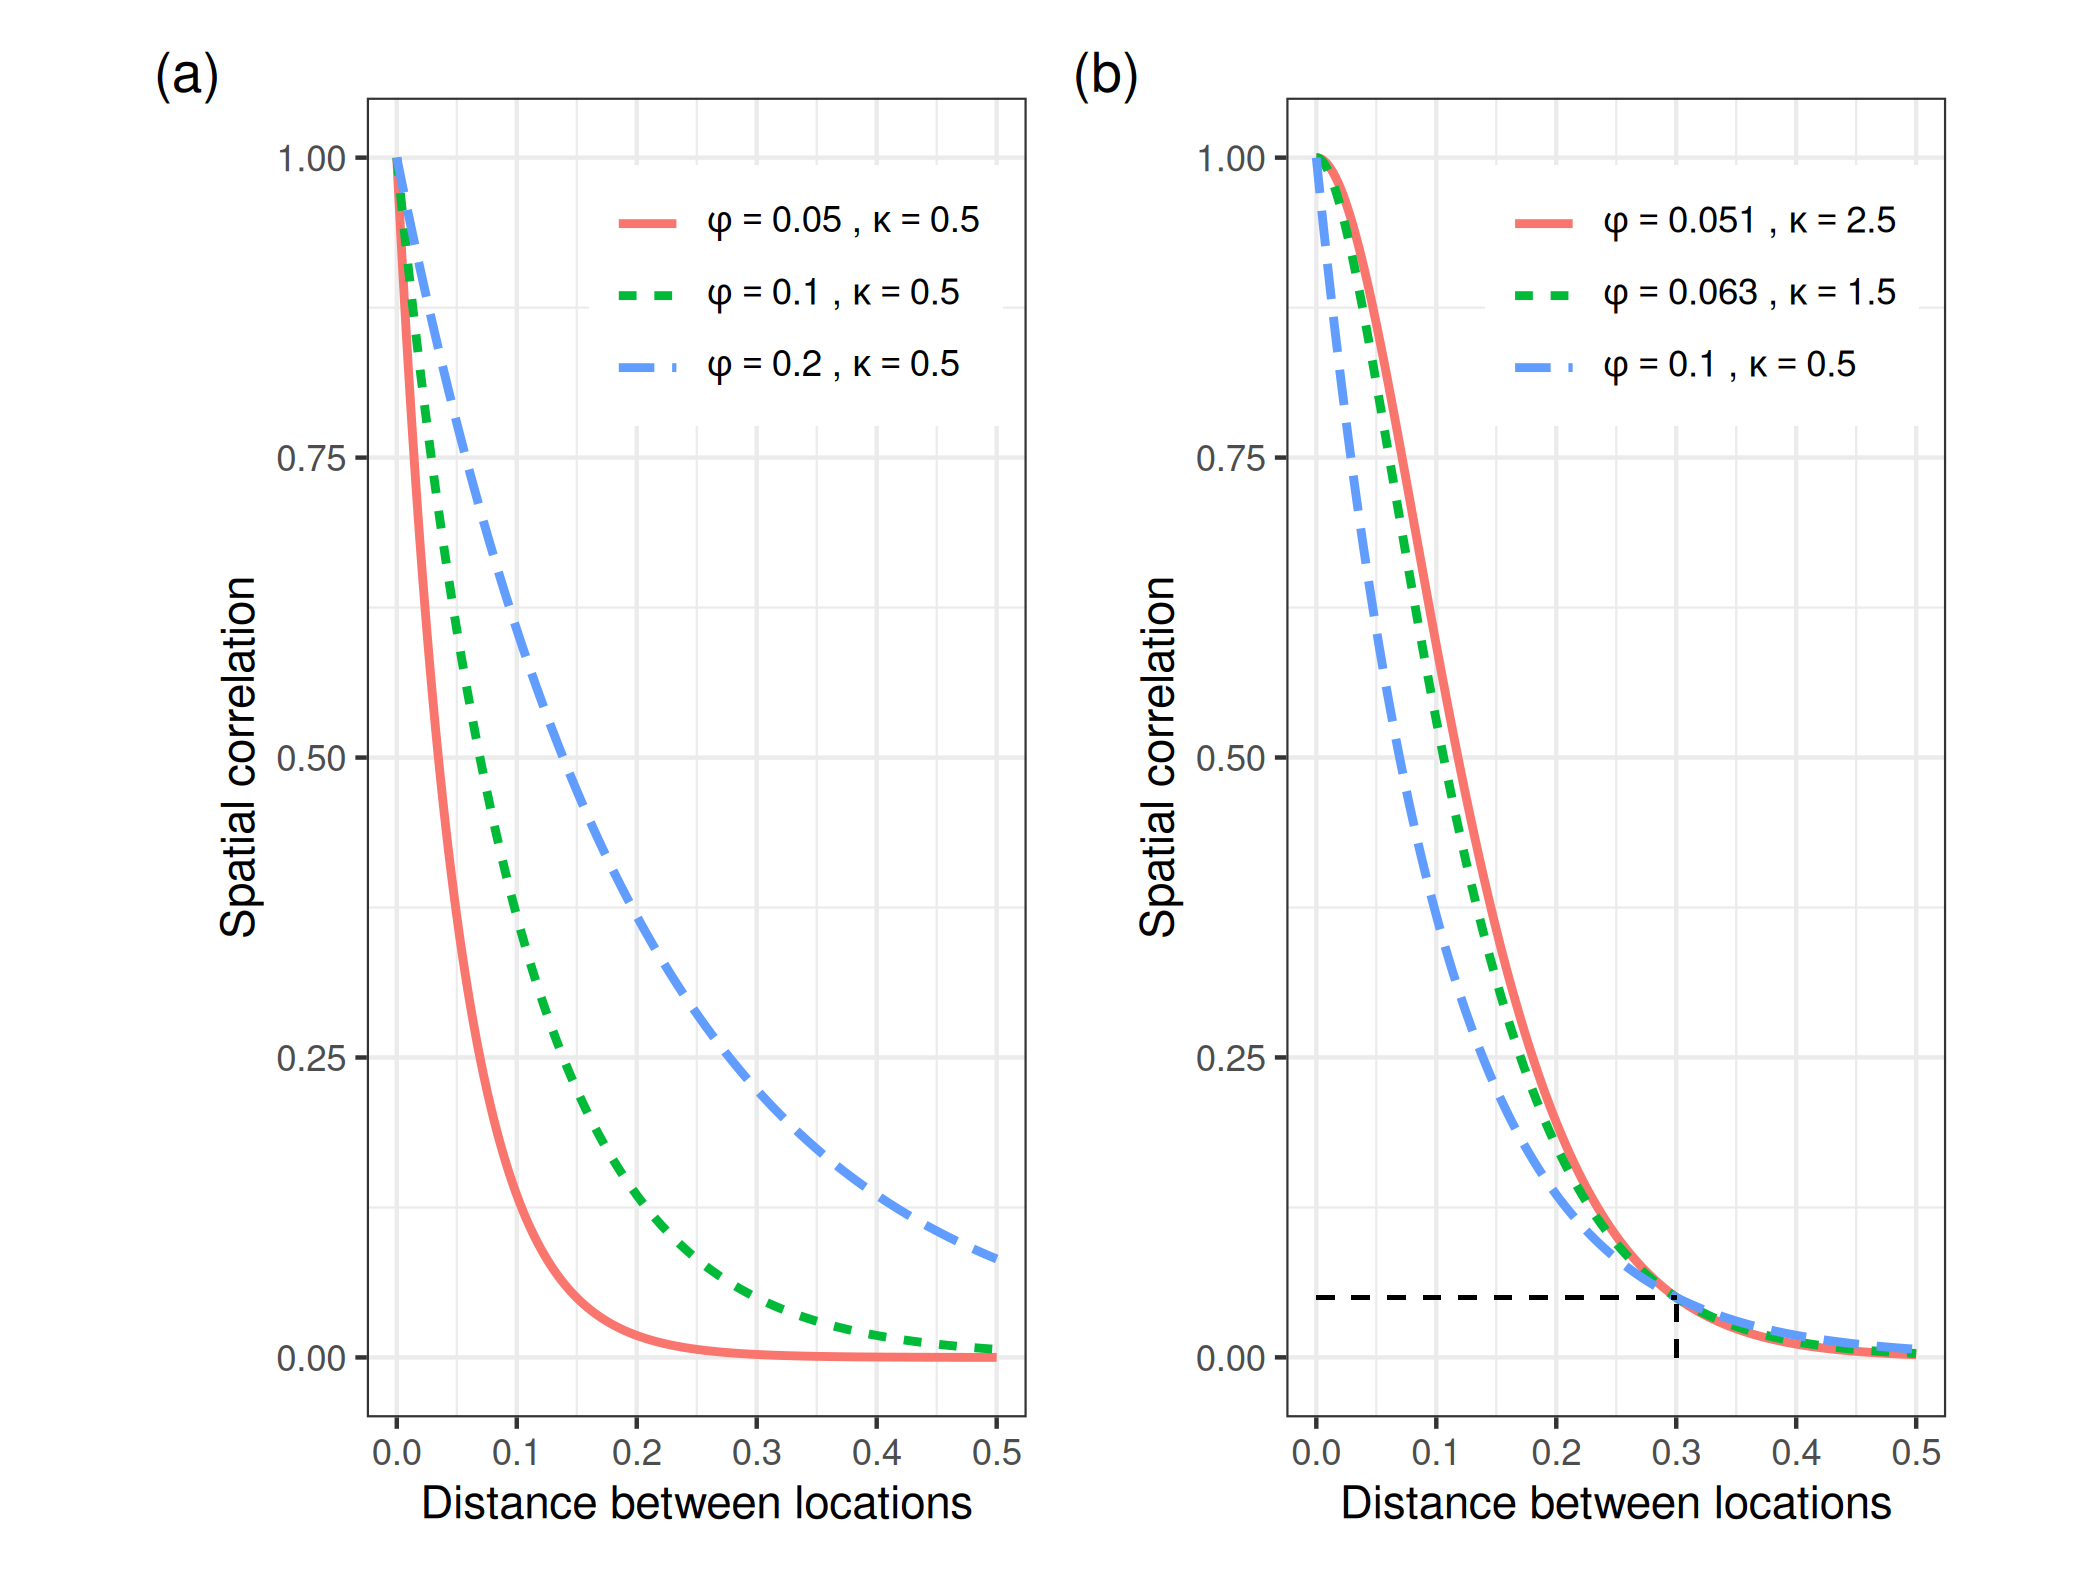 (a)
Spatial correlation
1.00
0.75
0.50
0.25
0.00
φ = 0.05 , κ = 0.5
φ = 0.1 , κ = 0.5
φ = 0.2 , κ = 0.5
0.0 0.1 0.2 0.3 0.4 0.5
Distance between locations
(b)
Spatial correlation
1.00
0.75
0.50
0.25
0.00
φ = 0.051 , κ = 2.5
φ = 0.063 , κ = 1.5
φ = 0.1 , κ = 0.5
0.0 0.1 0.2 0.3 0.4 0.5
Distance between locations